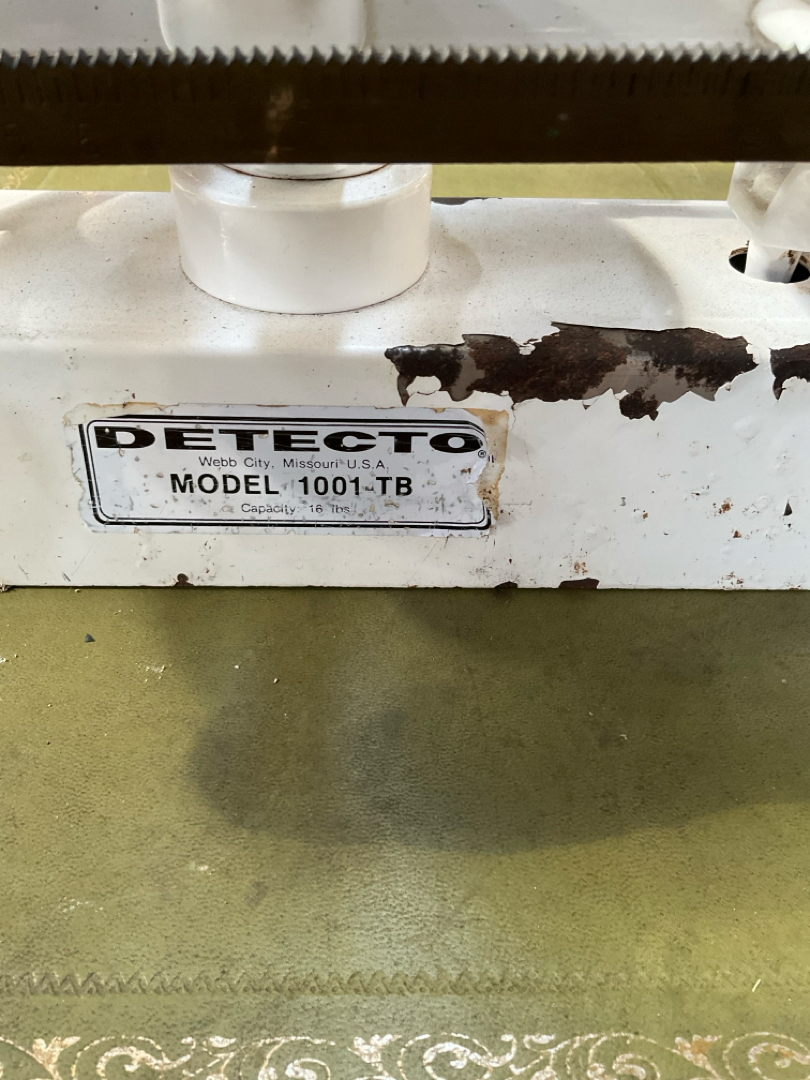 DETECTO®
Webb City, Missouri U.S.A.
MODEL 1001-TB
Capacity: 16 lbs.